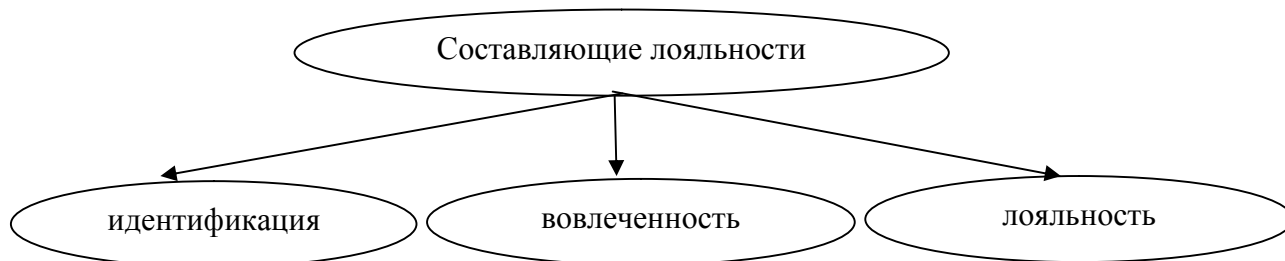 Составляющие лояльности
идентификация
вовлеченность
лояльность